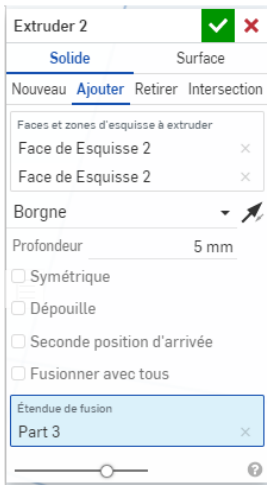 Extruder 2
Solide Surface
Nouveau Ajouter Retirer Intersection
Faces et zones d'esquisse à extruder
Face de Esquisse 2
Face de Esquisse 2
Borgne
Profondeur 5 mm
Symétrique
Dépouille
Seconde position d'arrivée
Fusionner avec tous
Étendue de fusion
Part 3